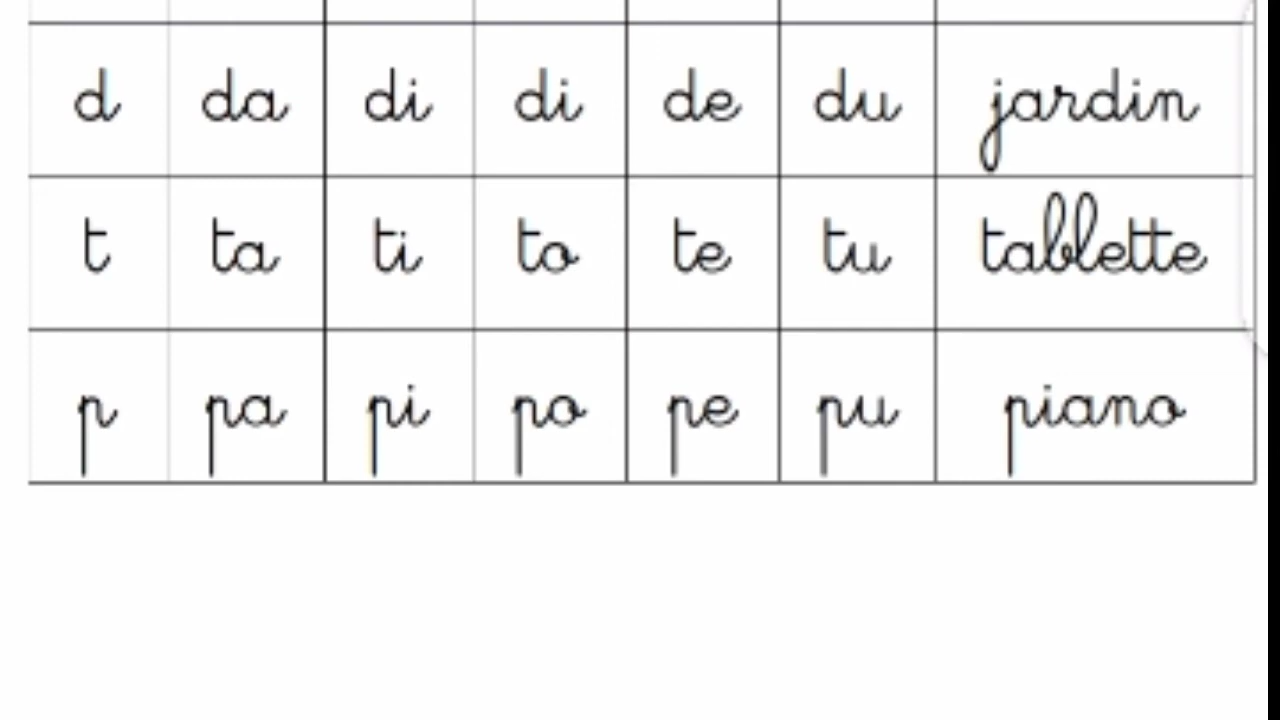 d da di di de du jardin
t ta ti to te tu tablette
p pa pi po pe pu piano